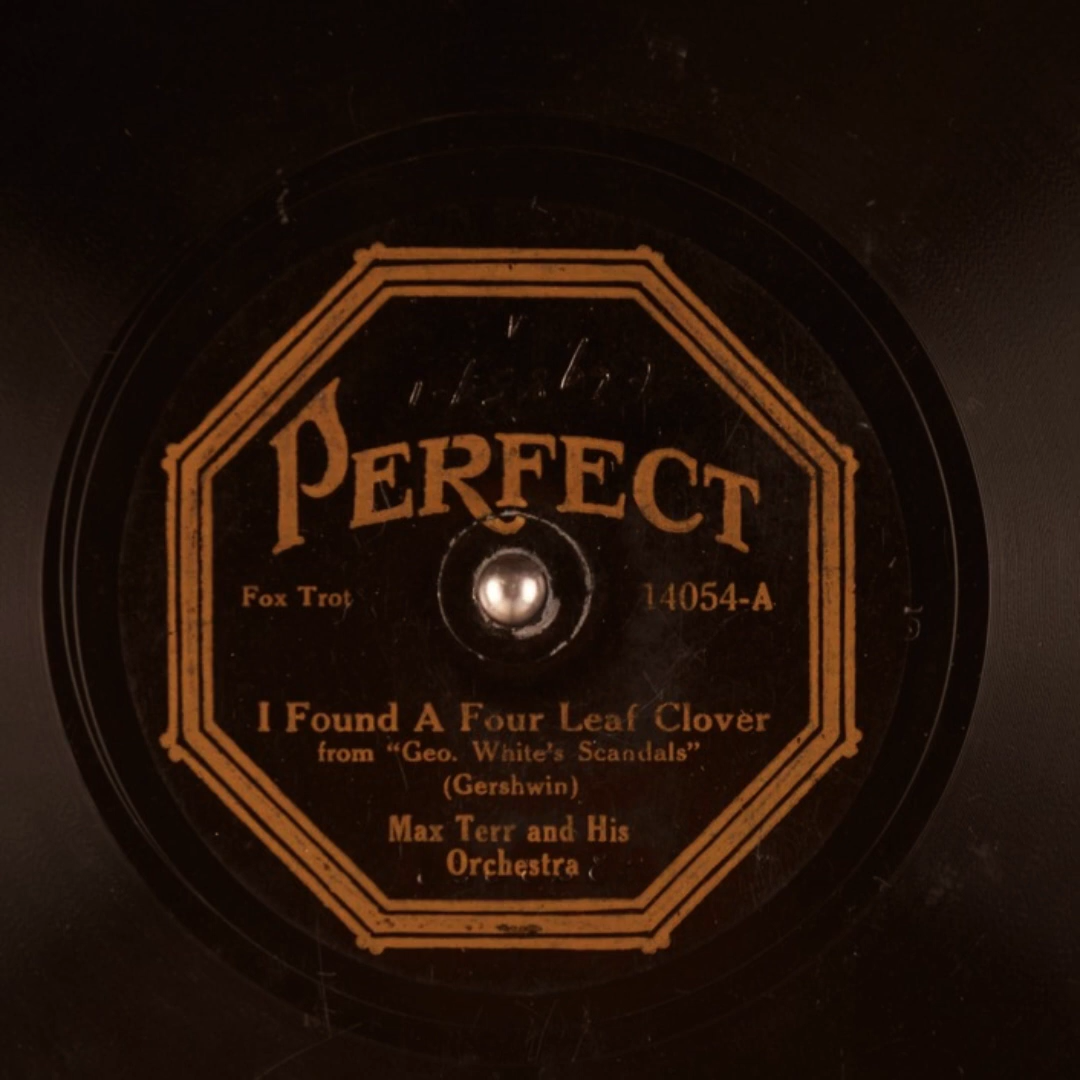 PERFECT
Fox Trot 14054-A
I Found A Four Leaf Clover
from “Geo. White's Scandals”
(Gershwin)
Max Terr and His
Orchestra